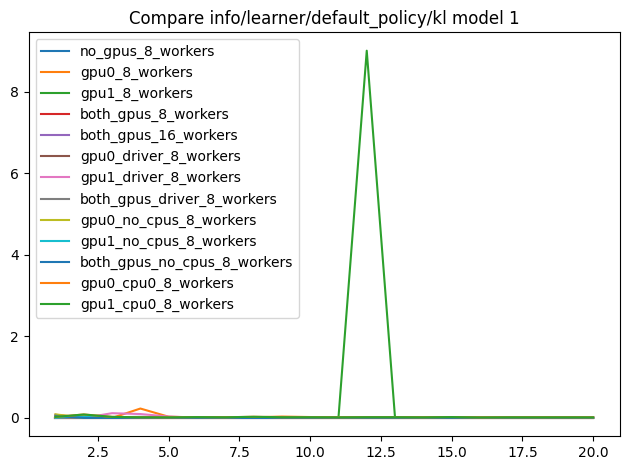 Compare info/learner/default_policy/kl model 1
no_gpus_8_workers
gpu0_8_workers
gpu1_8_workers
both_gpus_8_workers
both_gpus_16_workers
gpu0_driver_8_workers
gpu1_driver_8_workers
both_gpus_driver_8_workers
gpu0_no_cpus_8_workers
gpu1_no_cpus_8_workers
both_gpus_no_cpus_8_workers
gpu0_cpu0_8_workers
gpu1_cpu0_8_workers
8
6
4
2
0
2.5 5.0 7.5 10.0 12.5 15.0 17.5 20.0